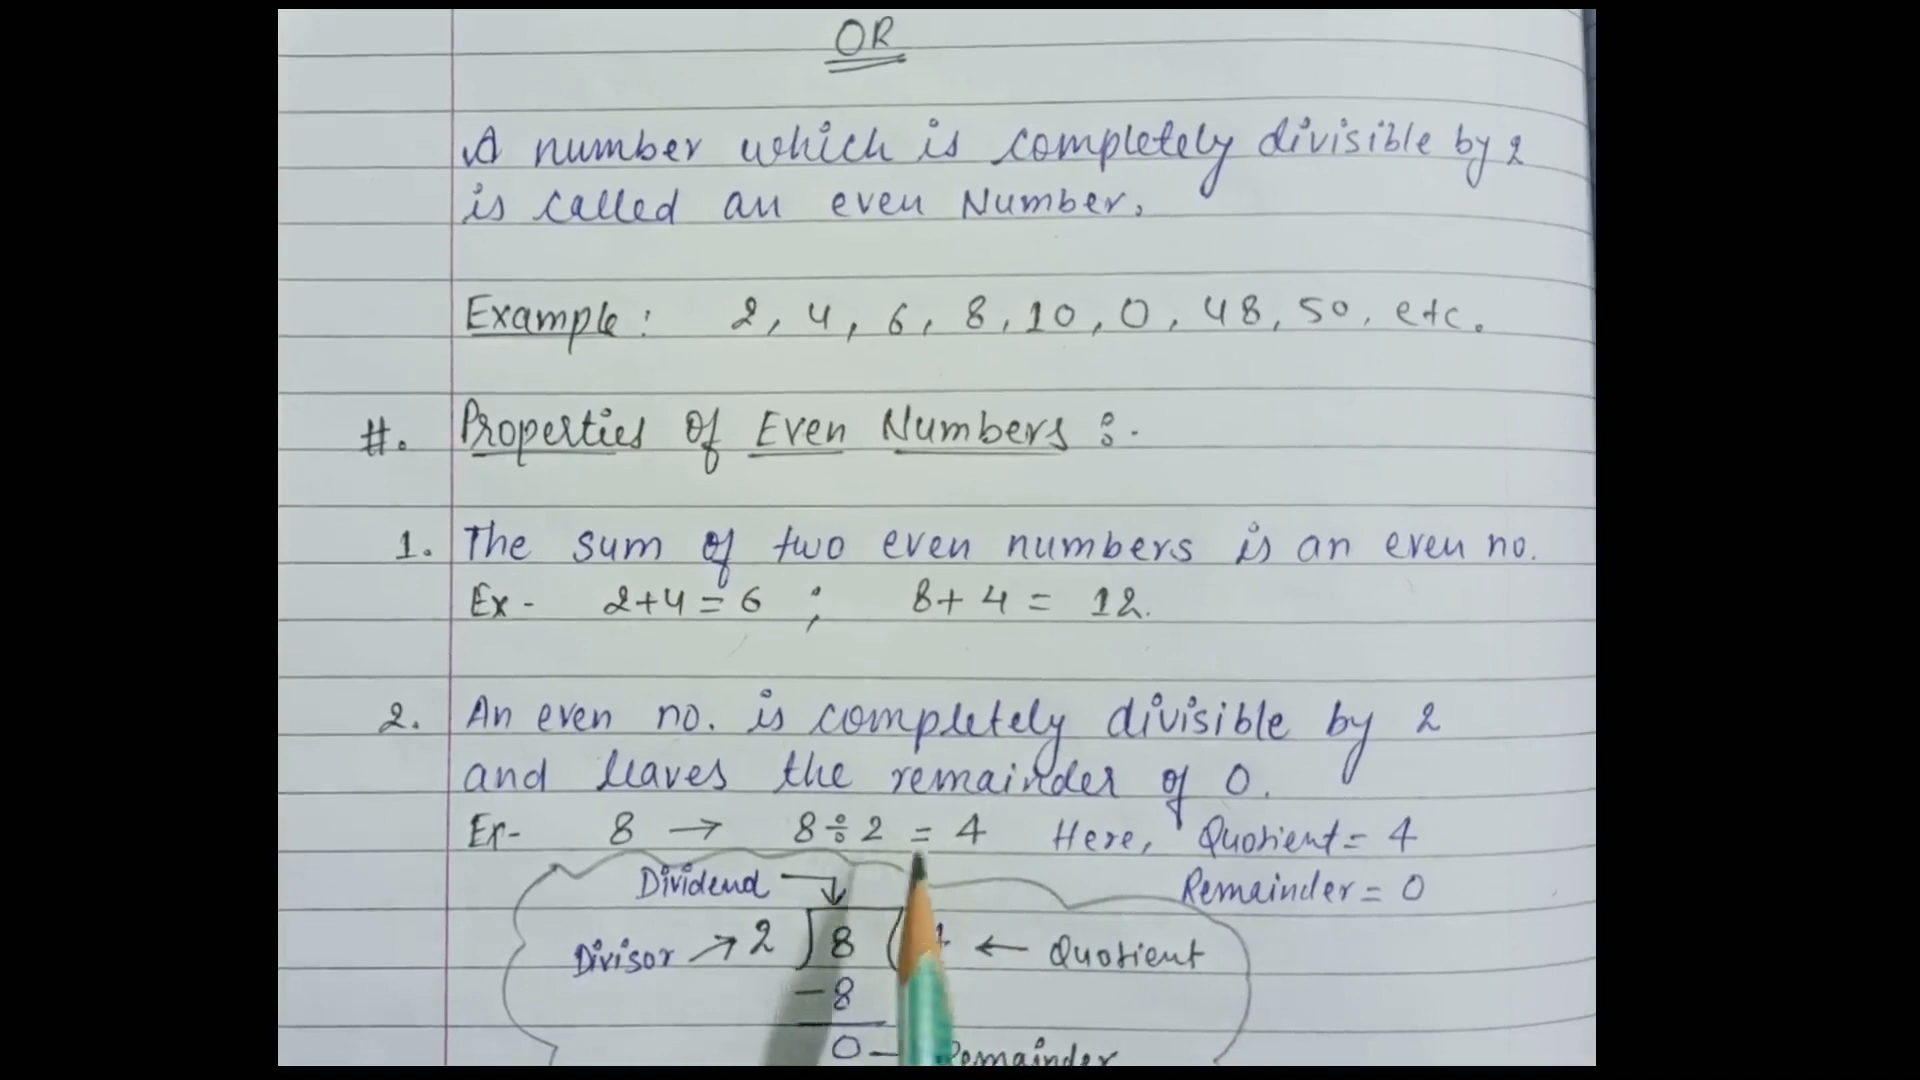 OR
A number which is completely divisible by 2
is called an even Number.
Example: 2, 4, 6, 8, 10, 0, 48, 50, etc.
#. Properties of Even Numbers :-
1. The sum of two even numbers is an even no.
Ex- 2+4=6 ; 8+4 = 12.
2. An even no. is completely divisible by 2
and leaves the remainder of 0.
Ex- 8 → 8÷2 = 4 Here, Quotient = 4
Dividend Remainder = 0
Divisor → 2 8 ← Quotient
-8
0 - Remainder